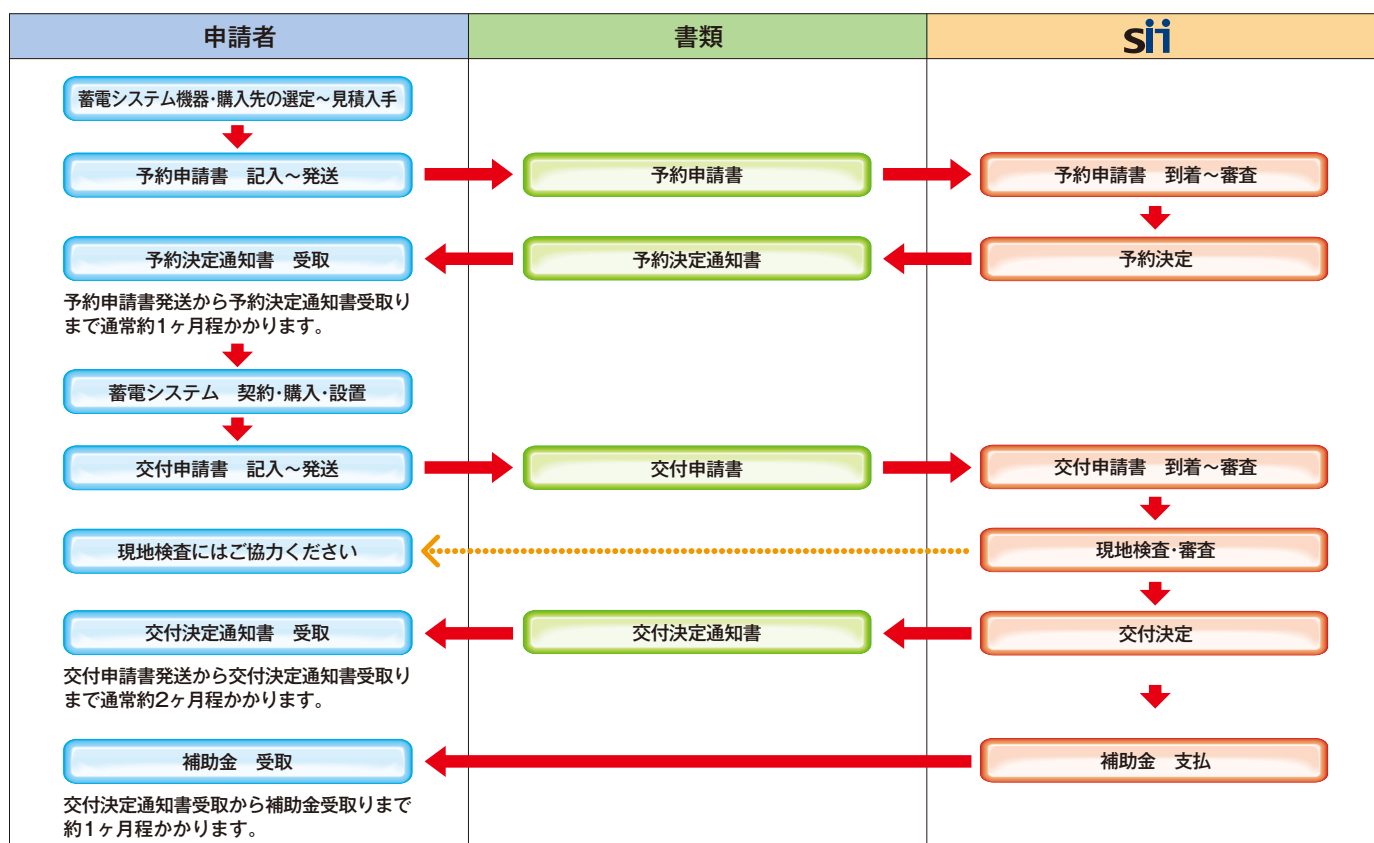 申請者
書類
sii
蓄電システム機器・購入先の選定～見積入手
予約申請書　記入～発送
予約申請書
予約申請書　到着～審査
予約決定通知書　受取
予約決定通知書
予約決定
予約申請書発送から予約決定通知書受取り
まで通常約1ヶ月程かかります。
蓄電システム　契約・購入・設置
交付申請書　記入～発送
交付申請書
交付申請書　到着～審査
現地検査にはご協力ください
現地検査・審査
交付決定通知書　受取
交付決定通知書
交付決定
交付申請書発送から交付決定通知書受取り
まで通常約2ヶ月程かかります。
補助金　受取
補助金　支払
交付決定通知書受取から補助金受取りまで
約1ヶ月程かかります。